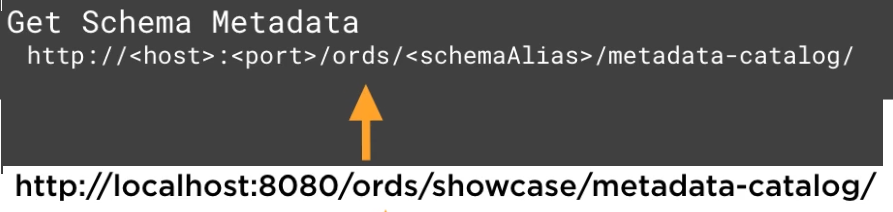 Get Schema Metadata
http://<host>:<port>/ords/<schemaAlias>/metadata-catalog/
http://localhost:8080/ords/showcase/metadata-catalog/